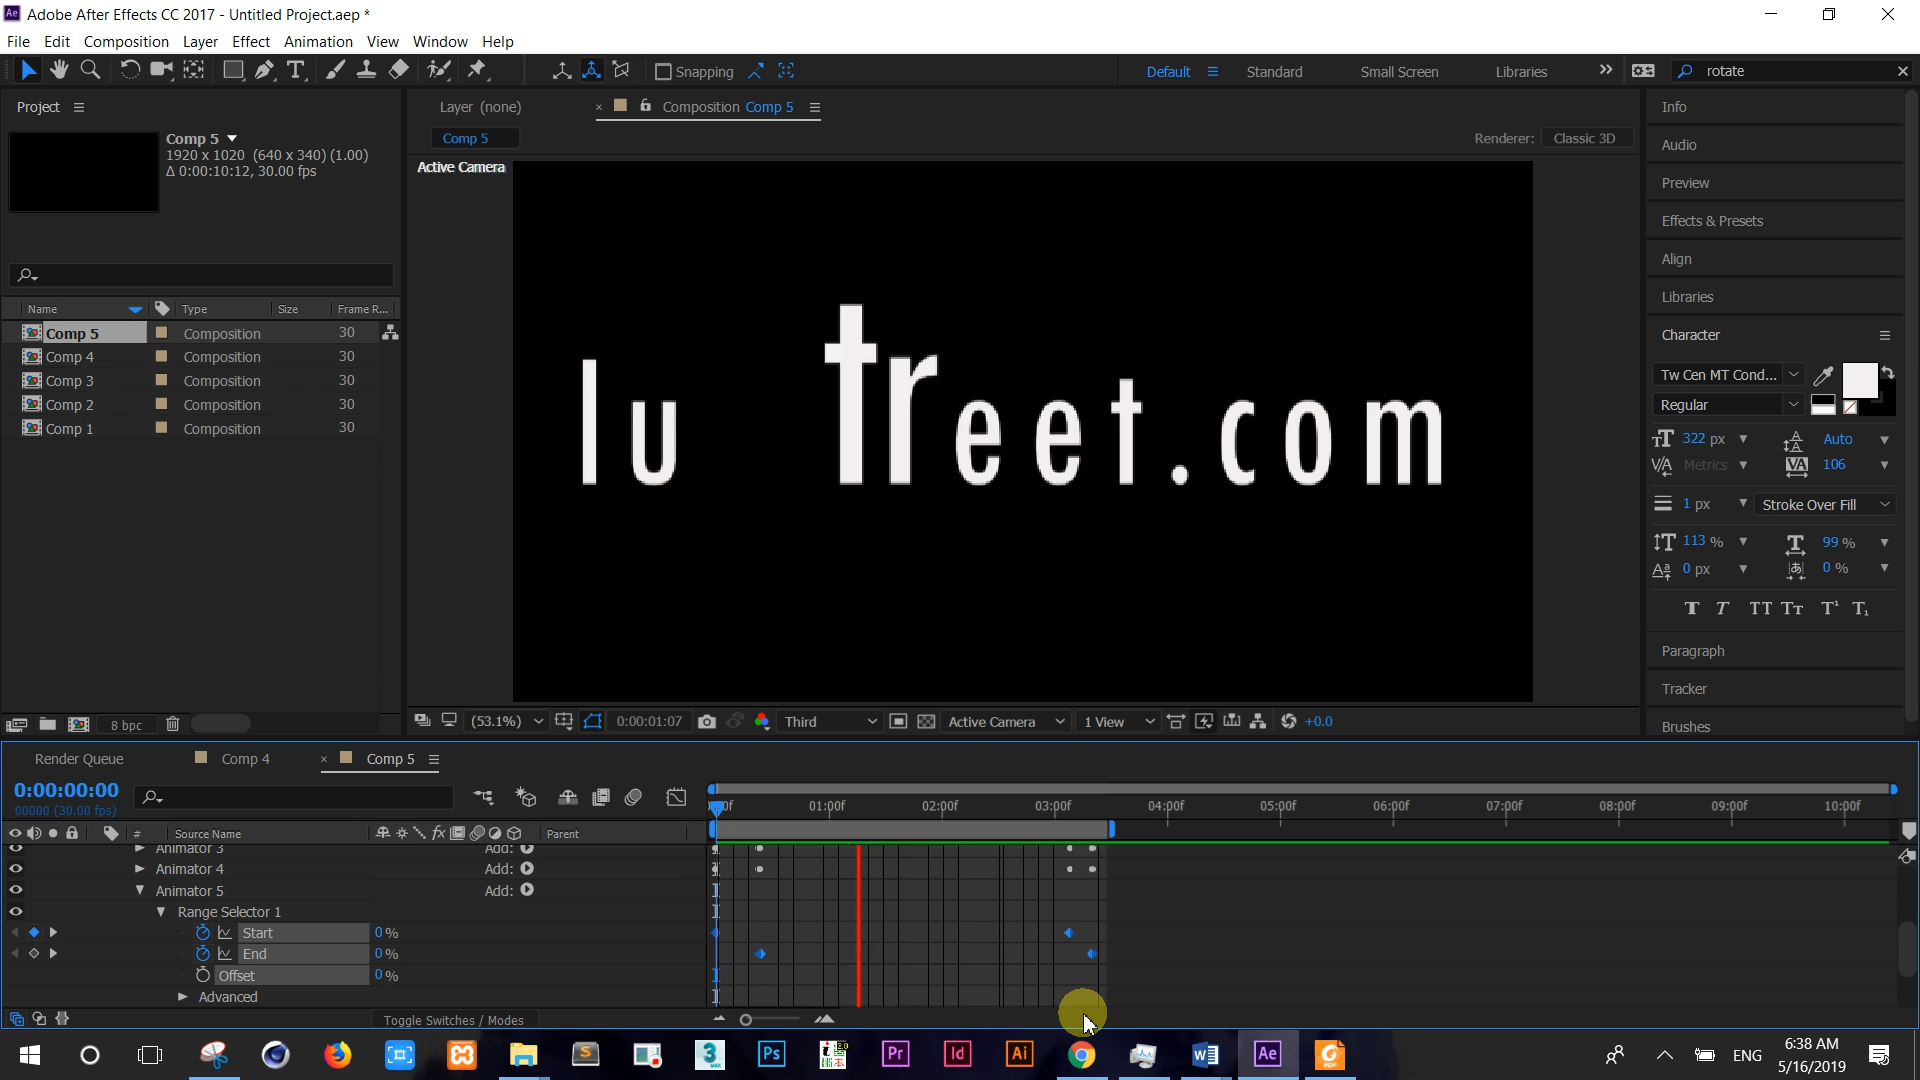 Adobe After Effects CC 2017 - Untitled Project.aep *
File Edit Composition Layer Effect Animation View Window Help
Snapping
Default Standard Small Screen Libraries
rotate
Project
Layer (none)
Composition Comp 5
Info
Comp 5
1920 x 1020 (640 x 340) (1.00)
Δ 0:00:10:12, 30.00 fps
Comp 5
Renderer: Classic 3D
Active Camera
Audio
Preview
Effects & Presets
Align
Libraries
Character
Name Type Size Frame R...
Comp 5 Composition 30
Comp 4 Composition 30
Comp 3 Composition 30
Comp 2 Composition 30
Comp 1 Composition 30
lu treet.com
Tw Cen MT Cond...
Regular
322 px Auto
Metrics 106
1 px Stroke Over Fill
113 % 99 %
0 px 0 %
Paragraph
Tracker
Brushes
8 bpc
(53.1%) 0:00:01:07 Third Active Camera 1 View +0.0
Render Queue Comp 4 Comp 5
0:00:00:00
00000 (30.00 fps)
01:00f 02:00f 03:00f 04:00f 05:00f 06:00f 07:00f 08:00f 09:00f 10:00f
# Source Name Parent
Animator 3 Add:
Animator 4 Add:
Animator 5 Add:
Range Selector 1
Start 0 %
End 0 %
Offset 0 %
Advanced
Toggle Switches / Modes
ENG
6:38 AM
5/16/2019